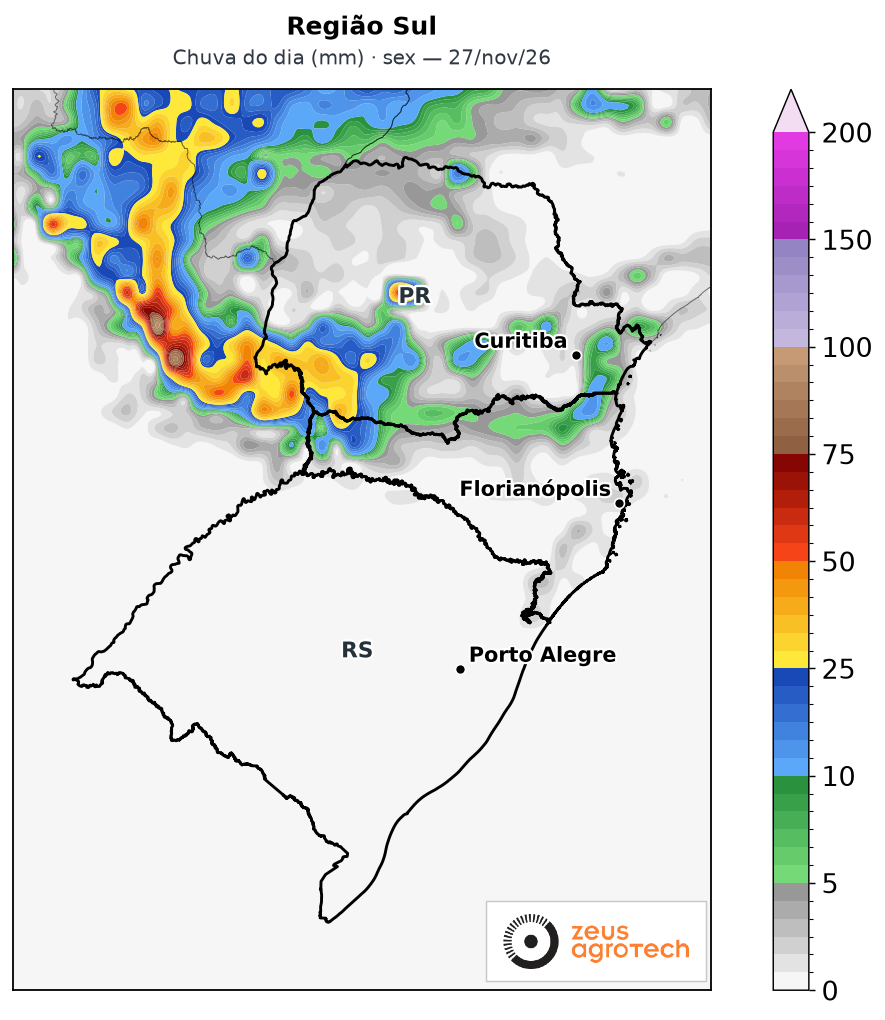 Região Sul
Chuva do dia (mm) · sex — 27/nov/26
200
150
100
75
50
25
10
5
0
PR
Curitiba
Florianópolis
RS
Porto Alegre
zeus
agrotech